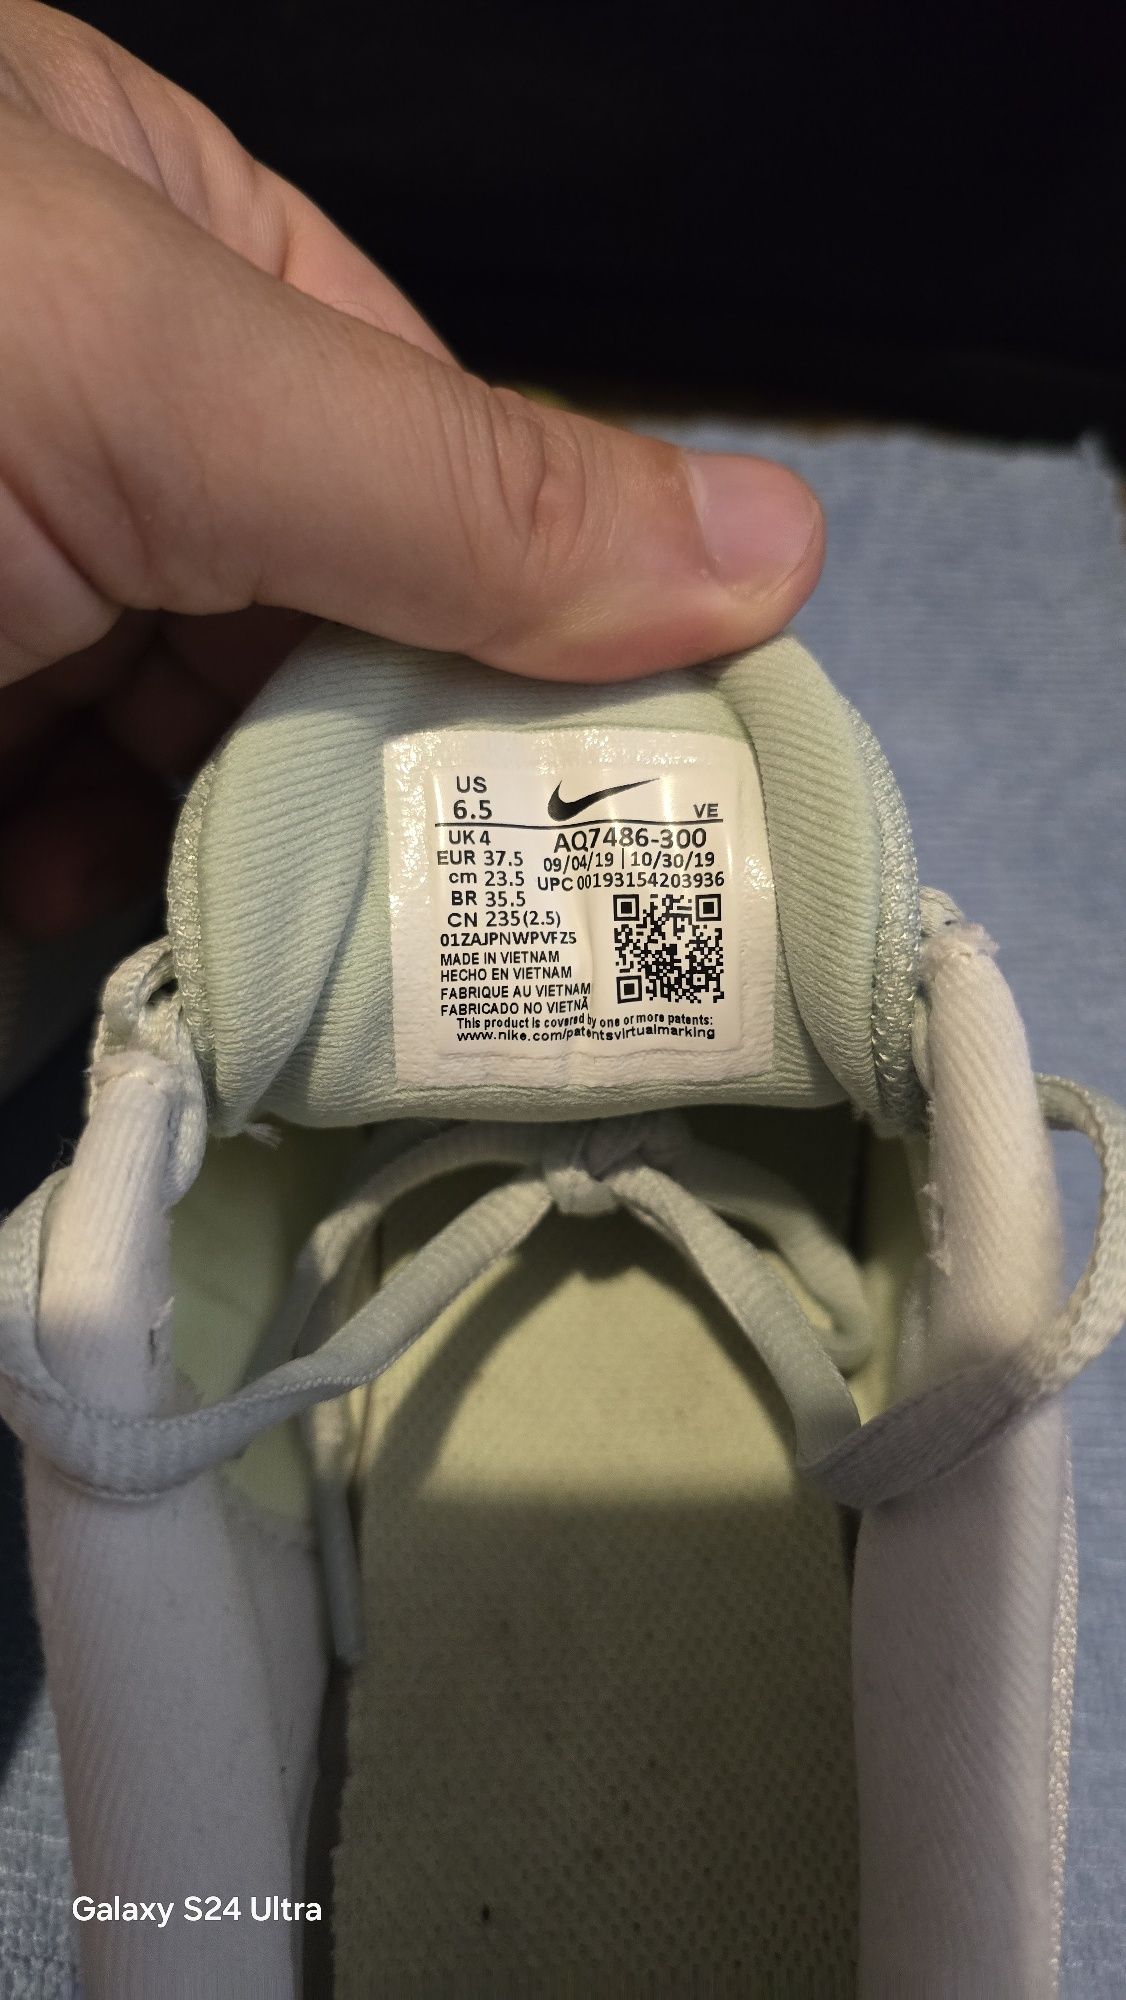 US
6.5
VE
UK 4
AQ7486-300
EUR 37.5
09/04/19 | 10/30/19
cm 23.5
UPC 00193154203936
BR 35.5
CN 235(2.5)
01ZAJPNWPVFZ5
MADE IN VIETNAM
HECHO EN VIETNAM
FABRIQUE AU VIETNAM
FABRICADO NO VIETNÃ
This product is covered by one or more patents:
www.nike.com/patentsvirtualmarking
Galaxy S24 Ultra